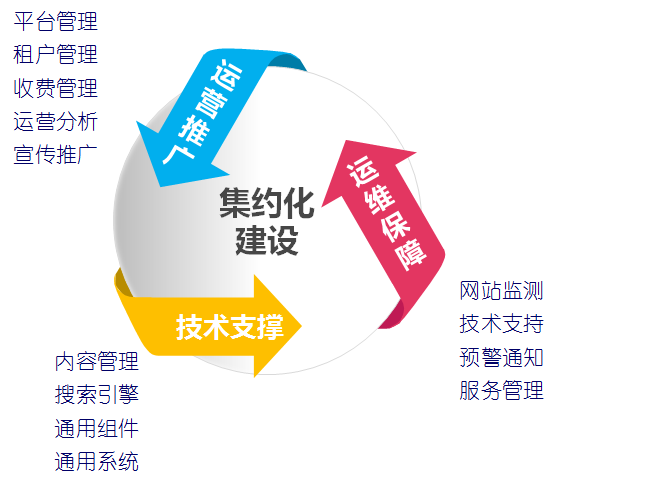 平台管理
租户管理
收费管理
运营分析
宣传推广
运营推广
运维保障
集约化
建设
技术支撑
网站监测
技术支持
预警通知
服务管理
内容管理
搜索引擎
通用组件
通用系统